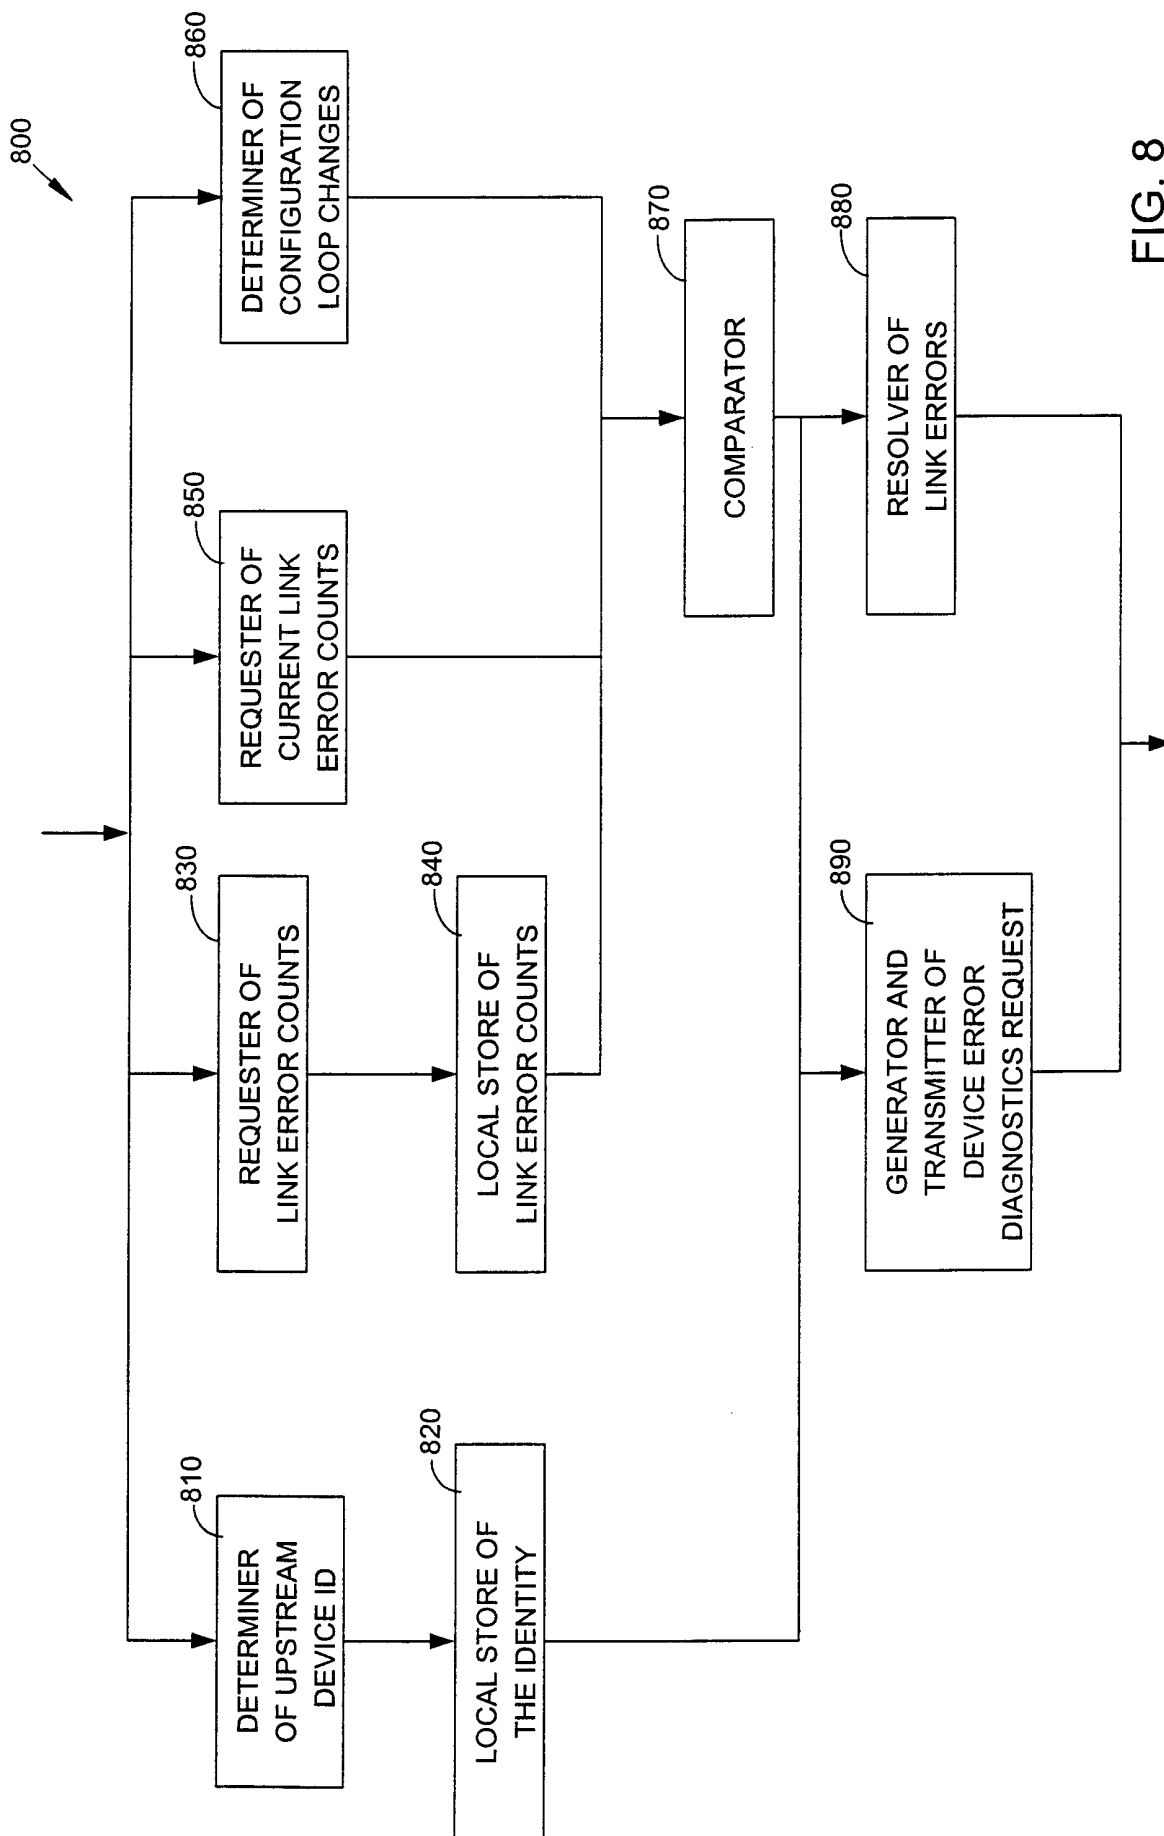 800
810
DETERMINER
OF UPSTREAM
DEVICE ID
830
REQUESTER OF
LINK ERROR COUNTS
850
REQUESTER OF
CURRENT LINK
ERROR COUNTS
860
DETERMINER OF
CONFIGURATION
LOOP CHANGES
820
LOCAL STORE OF
THE IDENTITY
840
LOCAL STORE OF
LINK ERROR COUNTS
870
COMPARATOR
890
GENERATOR AND
TRANSMITTER OF
DEVICE ERROR
DIAGNOSTICS REQUEST
880
RESOLVER OF
LINK ERRORS
FIG. 8